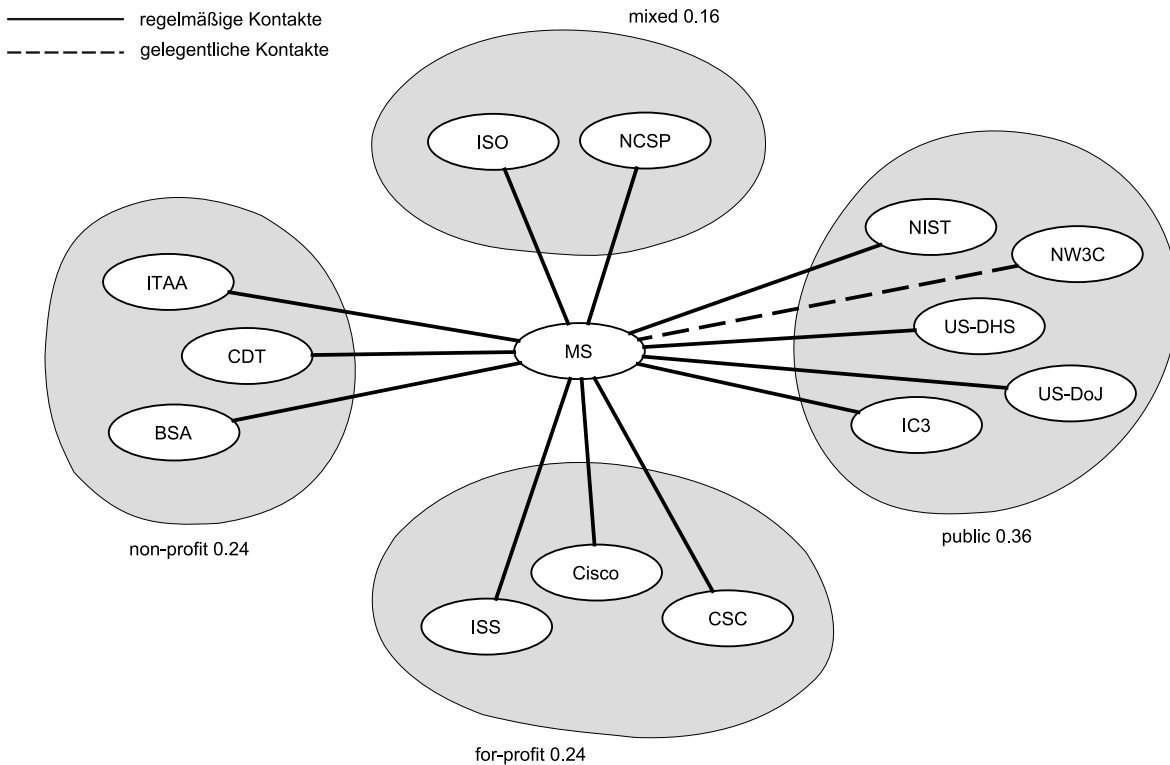 regelmäßige Kontakte
gelegentliche Kontakte
mixed 0.16
ISO
NCSP
NIST
NW3C
US-DHS
US-DoJ
IC3
public 0.36
ITAA
CDT
BSA
non-profit 0.24
MS
Cisco
ISS
CSC
for-profit 0.24